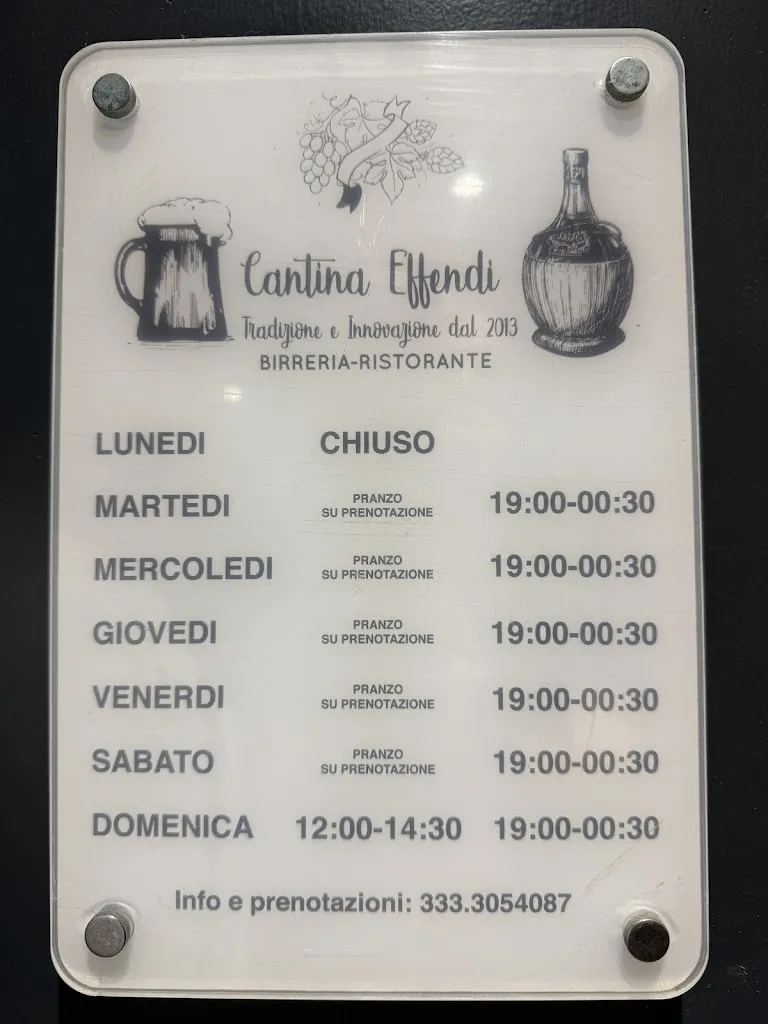 Cantina Effendi
Tradizione e Innovazione dal 2013
BIRRERIA-RISTORANTE
LUNEDI CHIUSO
MARTEDI PRANZO SU PRENOTAZIONE 19:00-00:30
MERCOLEDI PRANZO SU PRENOTAZIONE 19:00-00:30
GIOVEDI PRANZO SU PRENOTAZIONE 19:00-00:30
VENERDI PRANZO SU PRENOTAZIONE 19:00-00:30
SABATO PRANZO SU PRENOTAZIONE 19:00-00:30
DOMENICA 12:00-14:30 19:00-00:30
Info e prenotazioni: 333.3054087